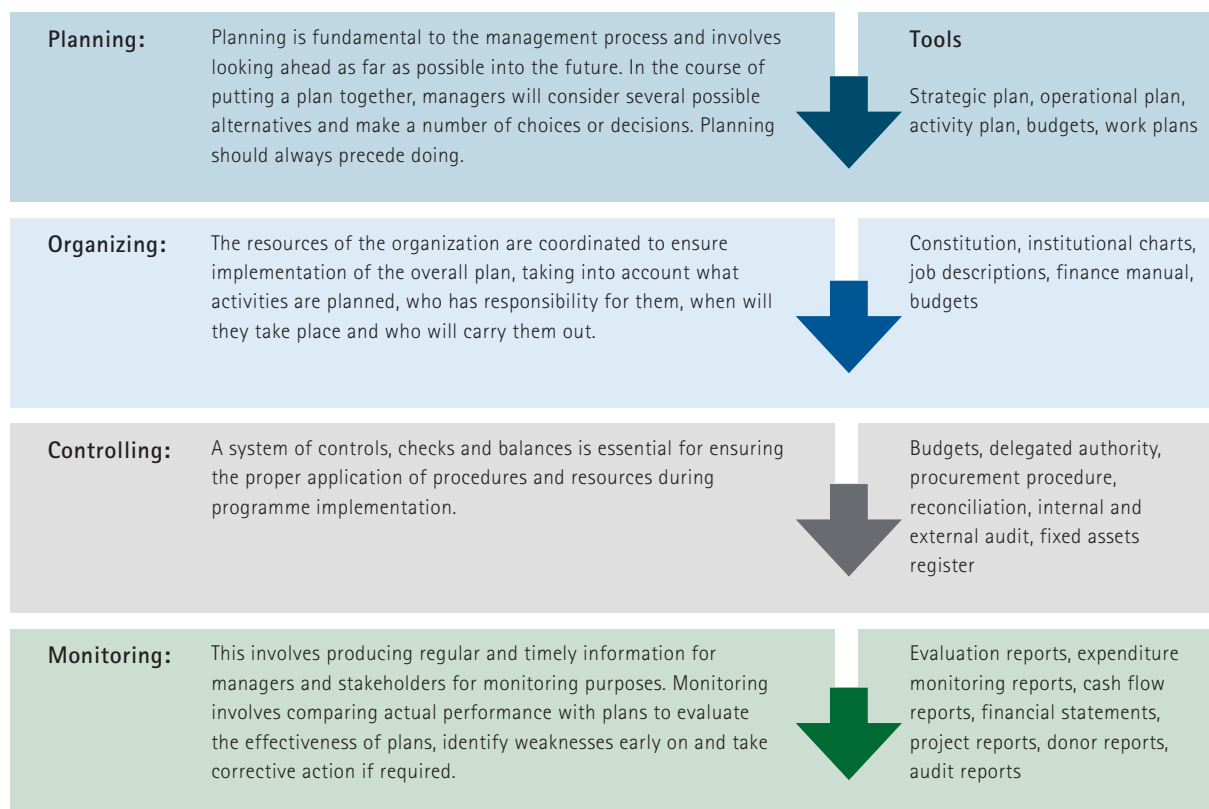 Planning:
Planning is fundamental to the management process and involves
looking ahead as far as possible into the future. In the course of
putting a plan together, managers will consider several possible
alternatives and make a number of choices or decisions. Planning
should always precede doing.
Tools
Strategic plan, operational plan,
activity plan, budgets, work plans
Organizing:
The resources of the organization are coordinated to ensure
implementation of the overall plan, taking into account what
activities are planned, who has responsibility for them, when will
they take place and who will carry them out.
Constitution, institutional charts,
job descriptions, finance manual,
budgets
Controlling:
A system of controls, checks and balances is essential for ensuring
the proper application of procedures and resources during
programme implementation.
Budgets, delegated authority,
procurement procedure,
reconciliation, internal and
external audit, fixed assets
register
Monitoring:
This involves producing regular and timely information for
managers and stakeholders for monitoring purposes. Monitoring
involves comparing actual performance with plans to evaluate
the effectiveness of plans, identify weaknesses early on and take
corrective action if required.
Evaluation reports, expenditure
monitoring reports, cash flow
reports, financial statements,
project reports, donor reports,
audit reports